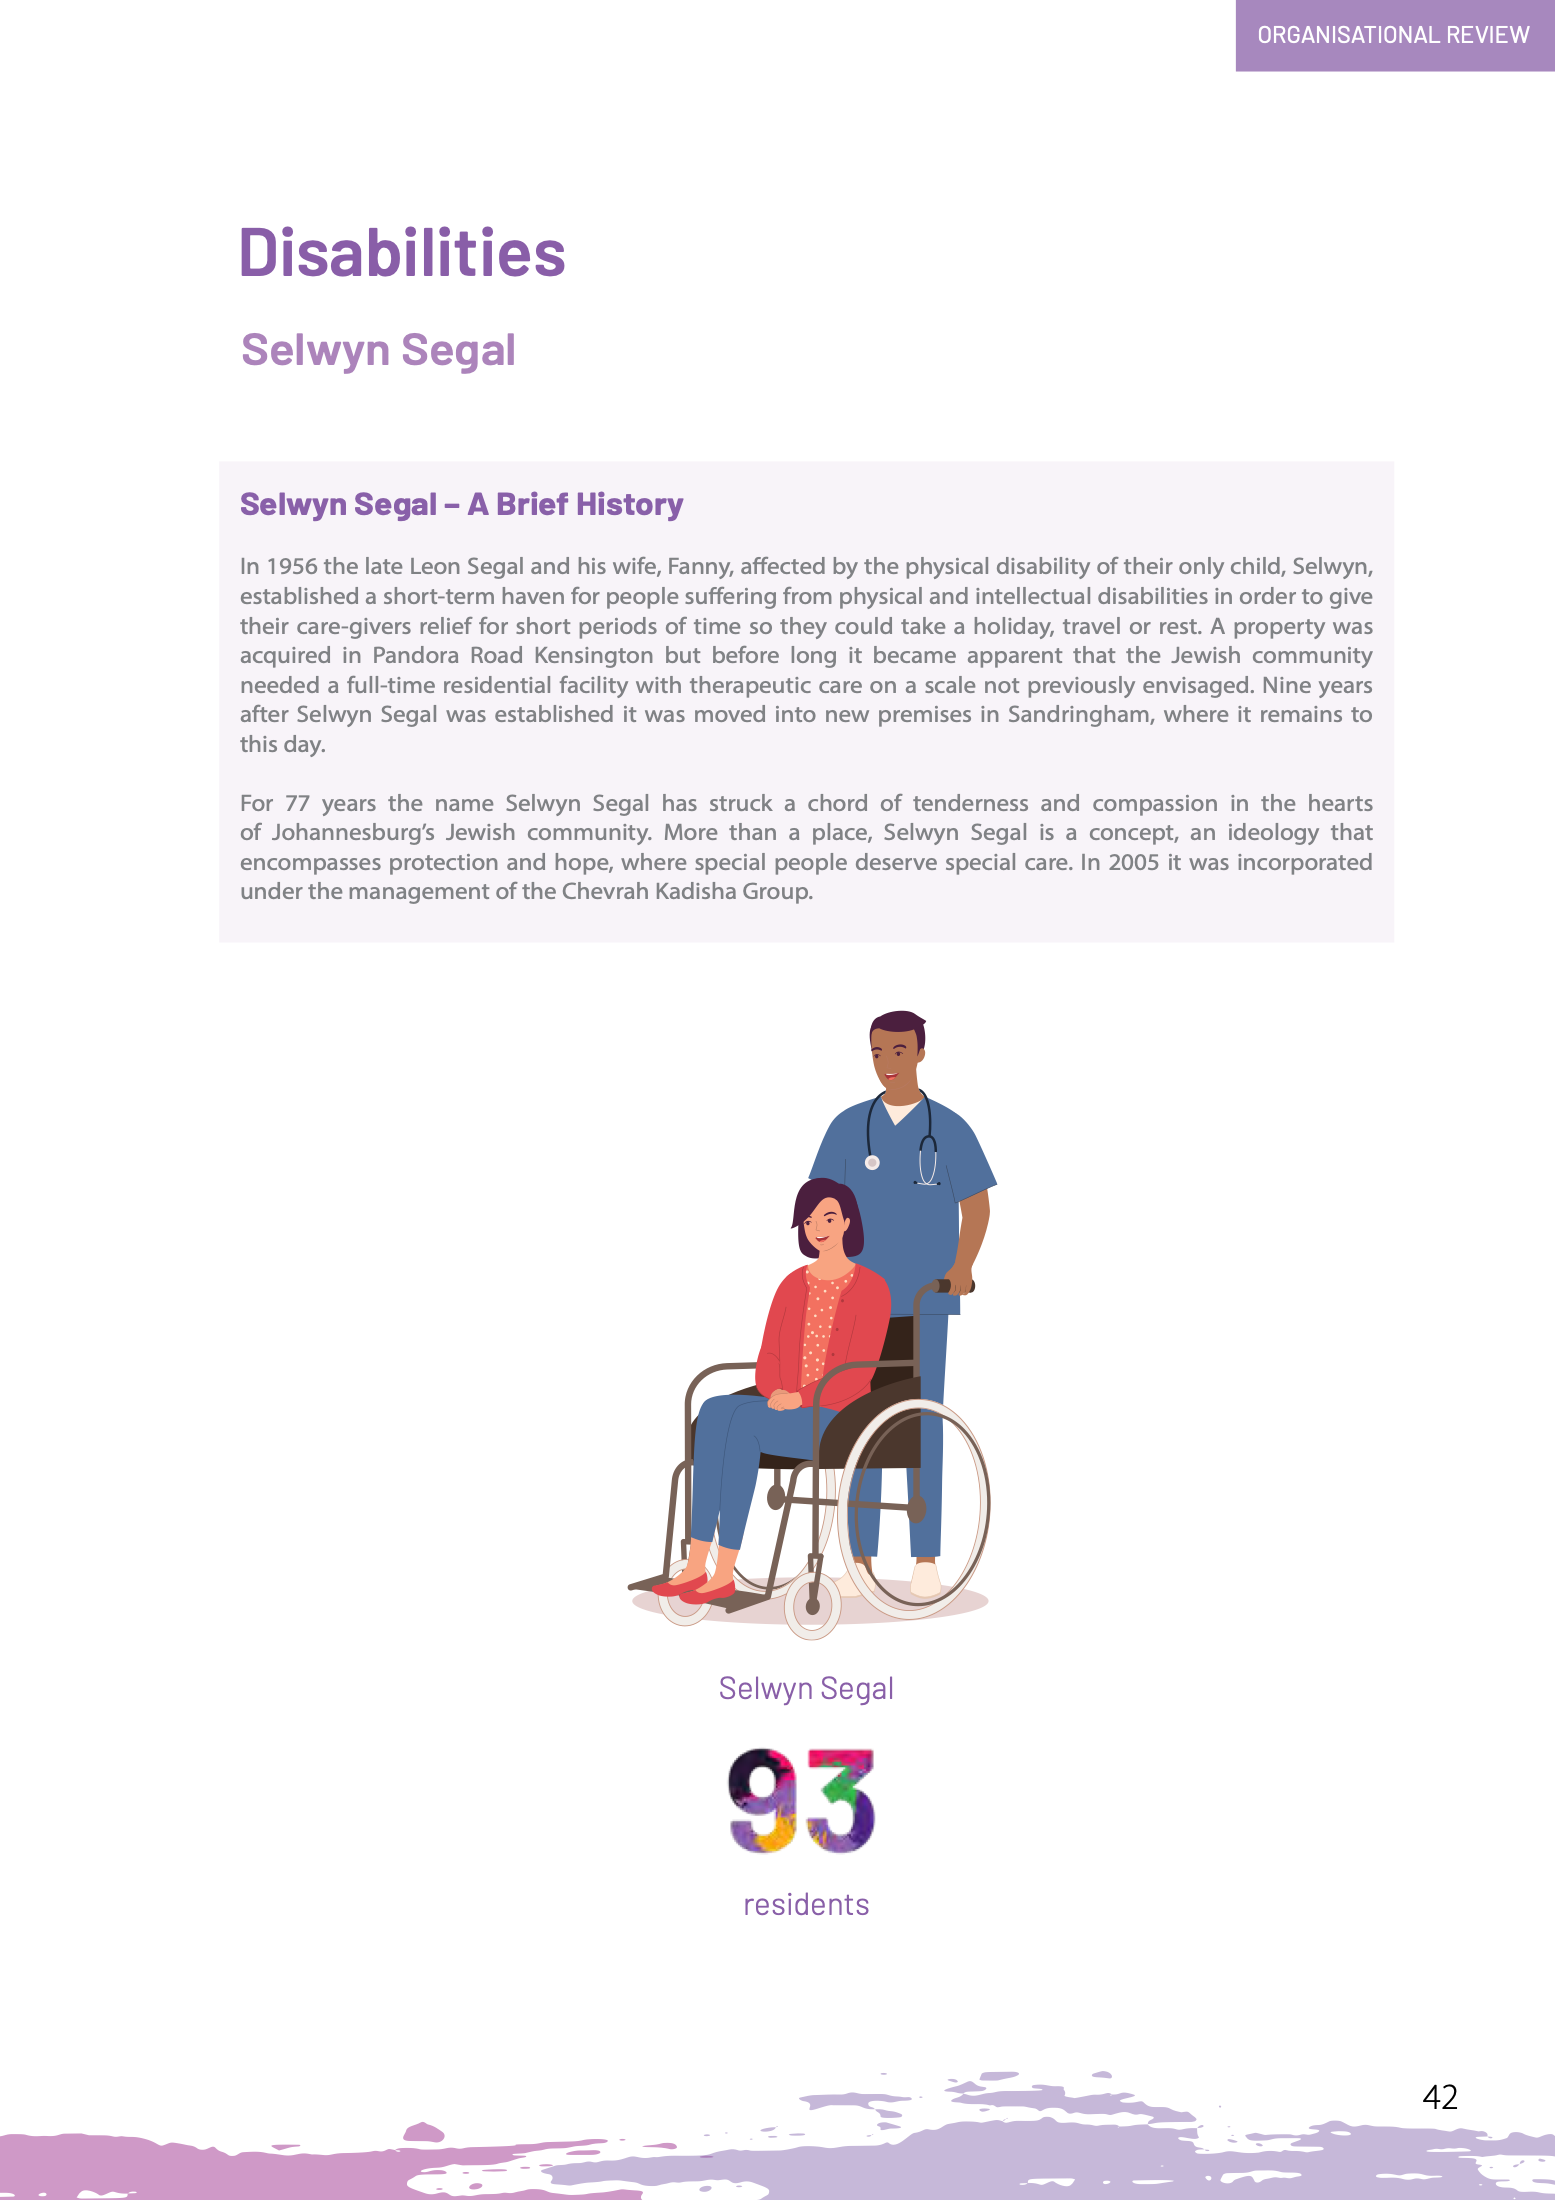 ORGANISATIONAL REVIEW
Disabilities
Selwyn Segal
Selwyn Segal – A Brief History
In 1956 the late Leon Segal and his wife, Fanny, affected by the physical disability of their only child, Selwyn,
established a short-term haven for people suffering from physical and intellectual disabilities in order to give
their care-givers relief for short periods of time so they could take a holiday, travel or rest. A property was
acquired in Pandora Road Kensington but before long it became apparent that the Jewish community
needed a full-time residential facility with therapeutic care on a scale not previously envisaged. Nine years
after Selwyn Segal was established it was moved into new premises in Sandringham, where it remains to
this day.
For 77 years the name Selwyn Segal has struck a chord of tenderness and compassion in the hearts
of Johannesburg’s Jewish community. More than a place, Selwyn Segal is a concept, an ideology that
encompasses protection and hope, where special people deserve special care. In 2005 it was incorporated
under the management of the Chevrah Kadisha Group.
Selwyn Segal
93
residents
42